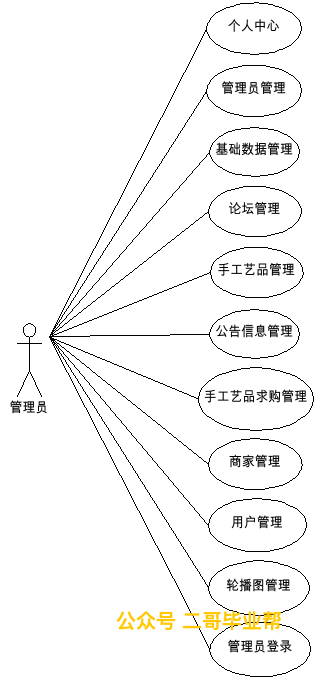 个人中心
管理员管理
基础数据管理
论坛管理
手工艺品管理
公告信息管理
手工艺品求购管理
管理员
商家管理
用户管理
轮播图管理
公众号 二哥毕业帮
管理员登录